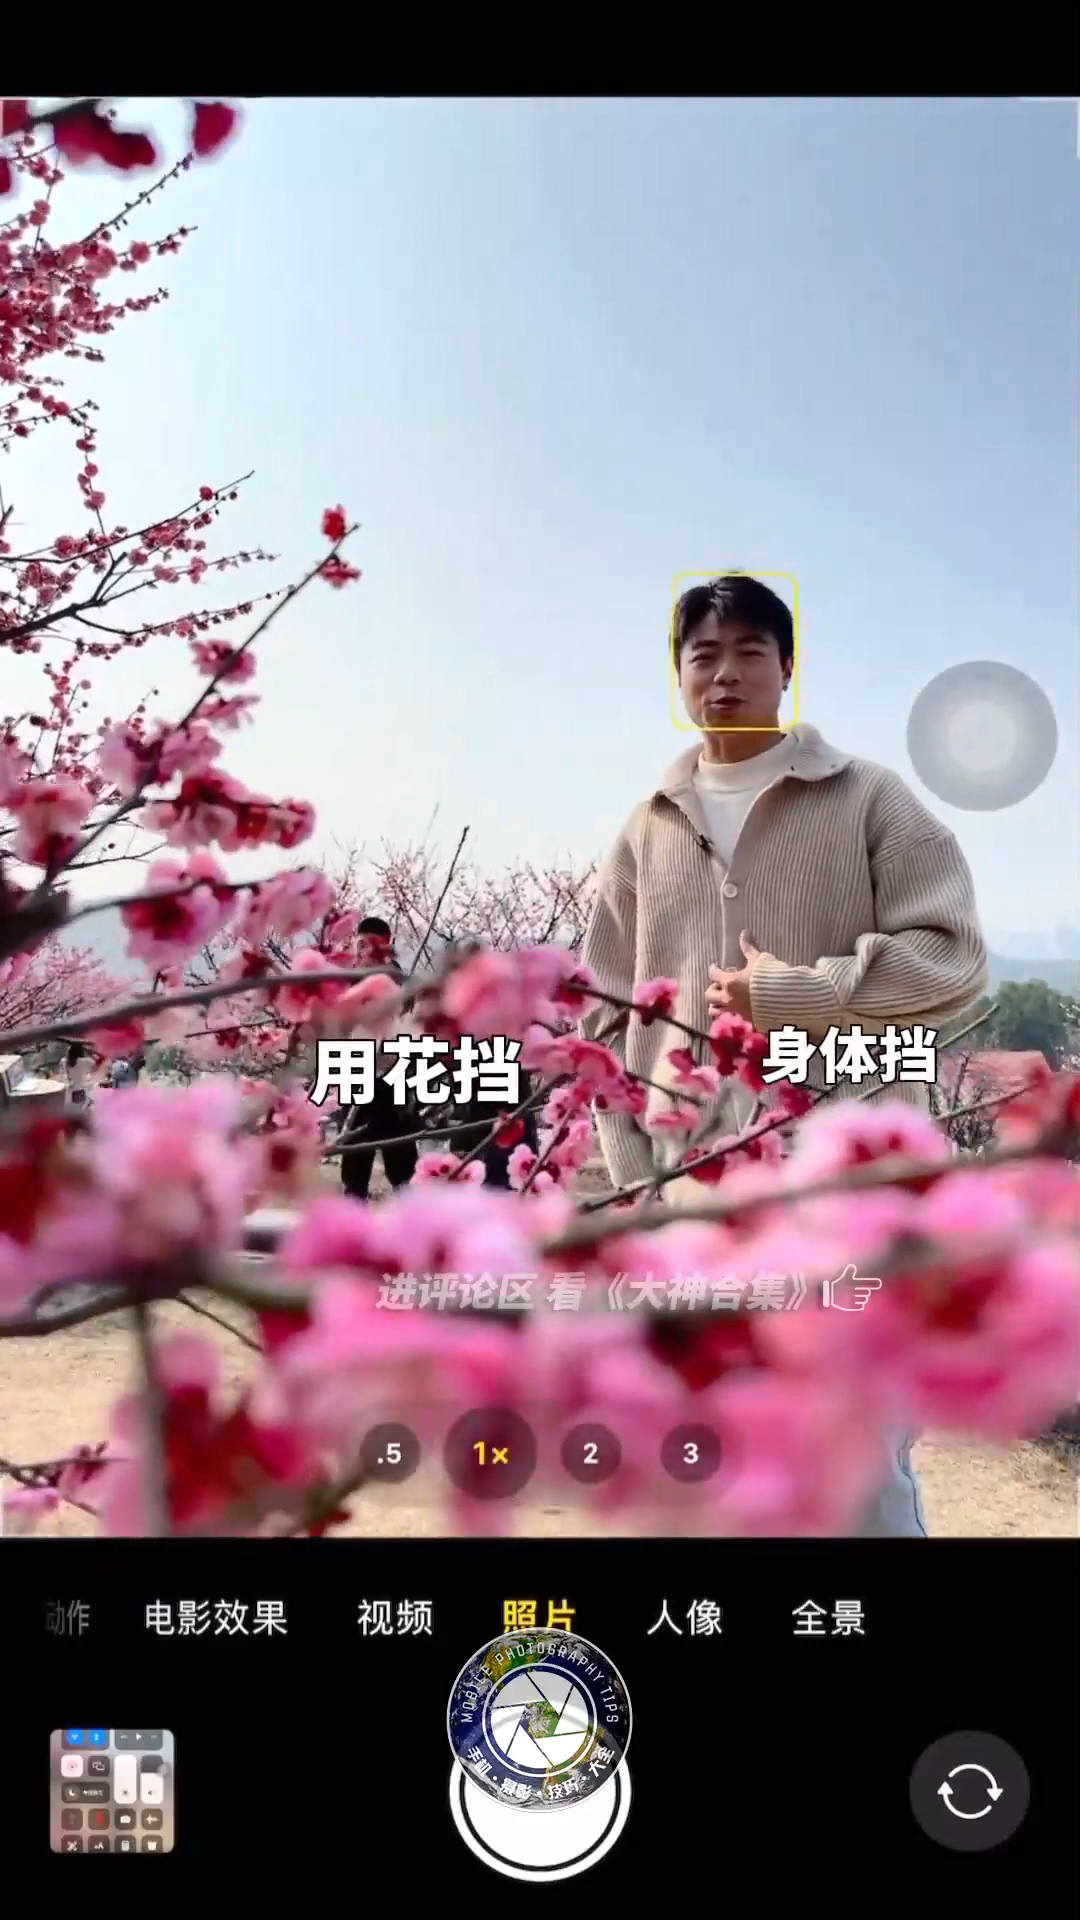 用花挡
身体挡
进评论区 看《大神合集》
.5
1×
2
3
动作
电影效果
视频
照片
人像
全景
MOBILE PHOTOGRAPHY TIPS
手机·摄影·技巧·大全